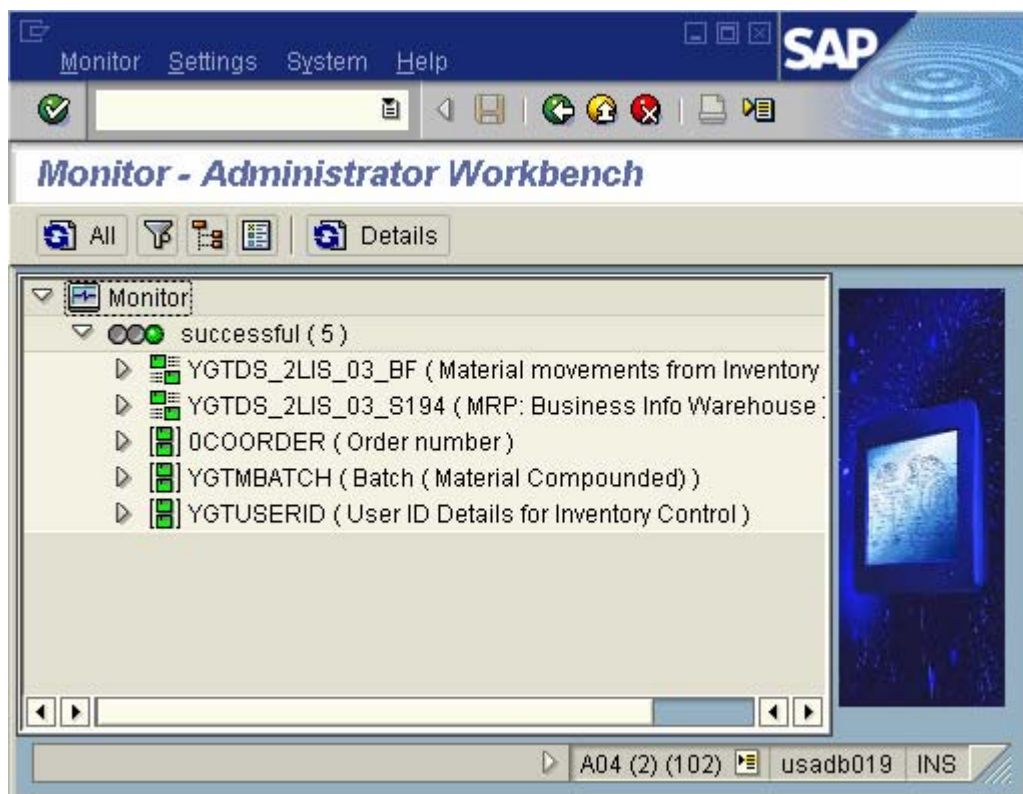 SAP
Monitor Settings System Help
Monitor - Administrator Workbench
All Details
Monitor
successful ( 5 )
YGTDS_2LIS_03_BF ( Material movements from Inventory
YGTDS_2LIS_03_S194 ( MRP: Business Info Warehouse
0COORDER ( Order number )
YGTMBATCH ( Batch ( Material Compounded) )
YGTUSERID ( User ID Details for Inventory Control )
A04 (2) (102) usadb019 INS